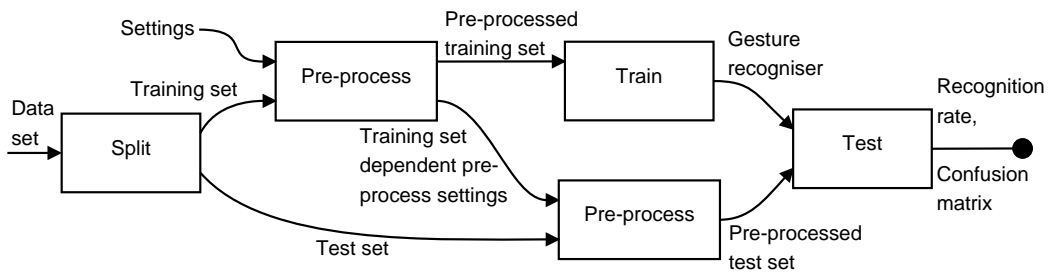 Settings
Pre-processed
training set
Pre-process
Train
Gesture
recogniser
Training set
Data
set
Split
Training set
dependent pre-
process settings
Test
Recognition
rate,
Confusion
matrix
Pre-process
Test set
Pre-processed
test set